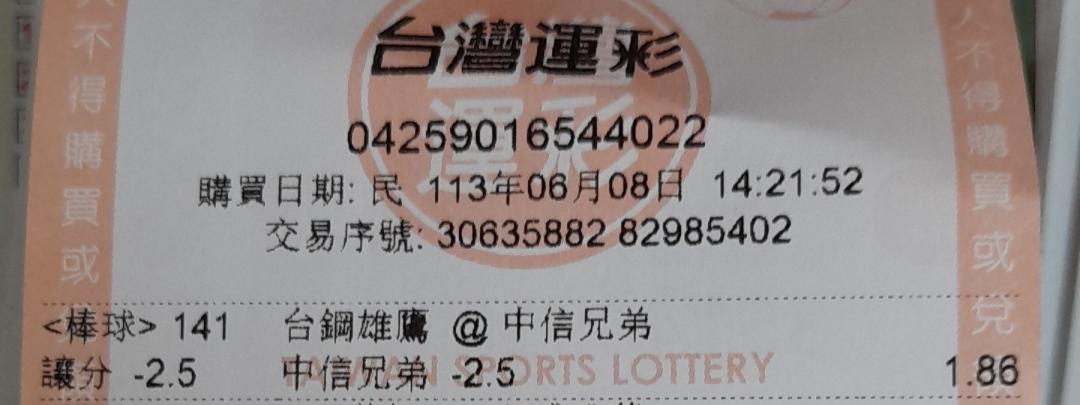 台灣運彩
04259016544022
購買日期: 民 113年06月08日 14:21:52
交易序號: 30635882 82985402
<棒球> 141 台鋼雄鷹 @ 中信兄弟
讓分 -2.5 中信兄弟 -2.5 1.86
TAIWAN SPORTS LOTTERY
人不得購買或兌
人不得購買或兌